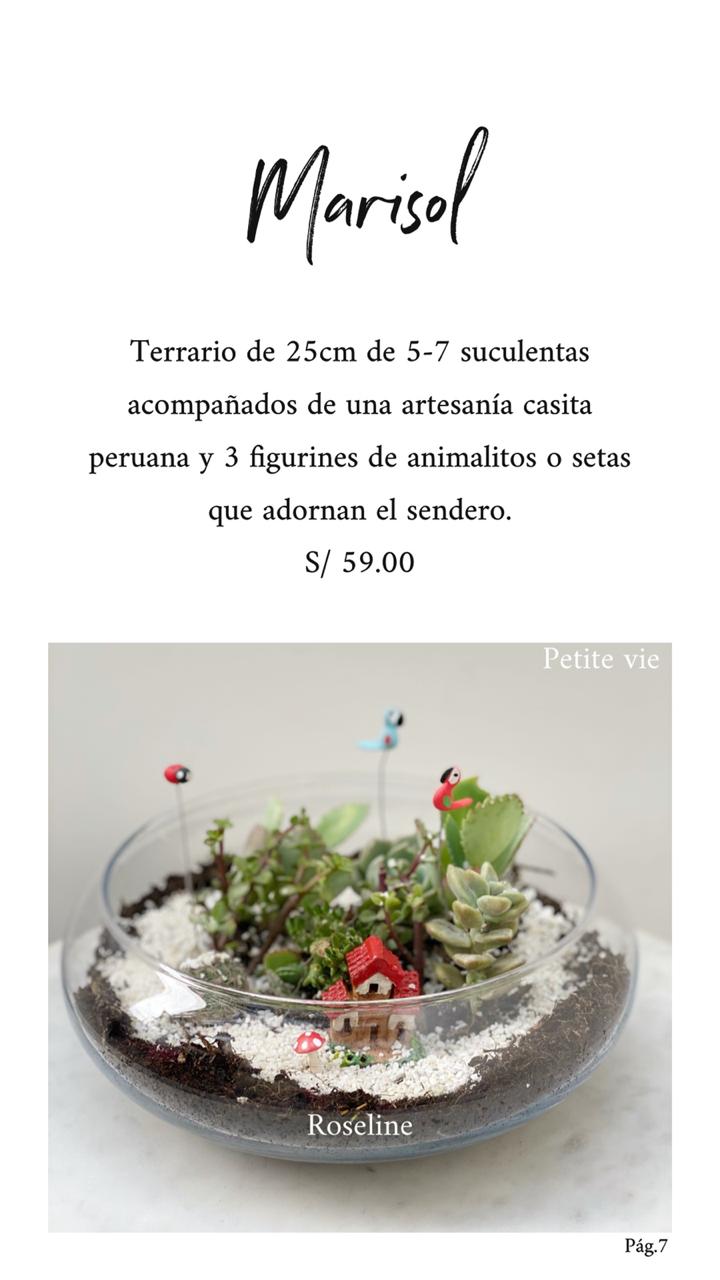 Marisol
Terrario de 25cm de 5-7 suculentas
acompañados de una artesanía casita
peruana y 3 figurines de animalitos o setas
que adornan el sendero.
S/ 59.00
Petite vie
Roseline
Pág.7